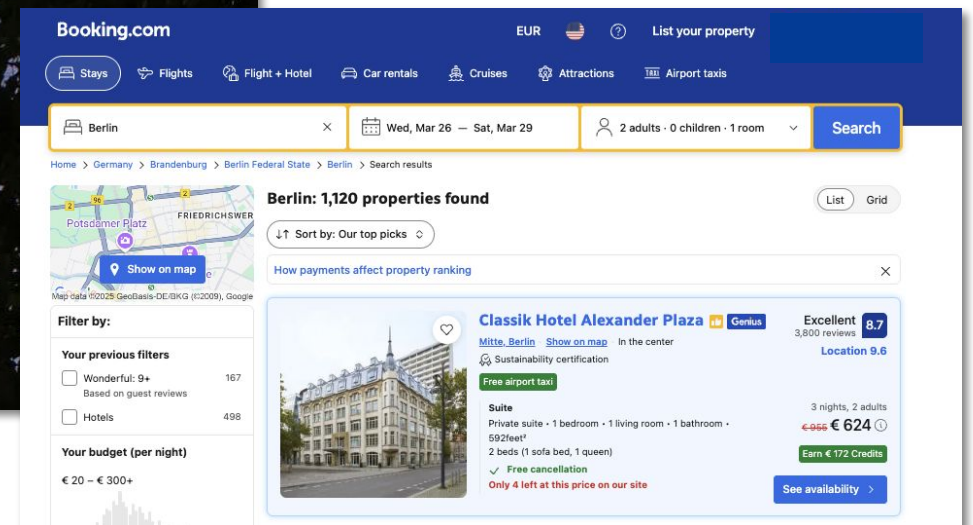 Booking.com
EUR
List your property
Stays
Flights
Flight + Hotel
Car rentals
Cruises
Attractions
TAXI Airport taxis
Berlin
Wed, Mar 26 — Sat, Mar 29
2 adults · 0 children · 1 room
Search
Home > Germany > Brandenburg > Berlin Federal State > Berlin > Search results
2
96
2
Potsdamer Platz
FRIEDRICHSWER
Show on map
Map data ©2025 GeoBasis-DE/BKG (©2009), Google
Berlin: 1,120 properties found
List
Grid
Sort by: Our top picks
How payments affect property ranking
Filter by:
Your previous filters
Wonderful: 9+ 167
Based on guest reviews
Hotels 498
Your budget (per night)
€ 20 – € 300+
Classik Hotel Alexander Plaza Genius
Mitte, Berlin Show on map In the center
Sustainability certification
Free airport taxi
Excellent 8.7
3,800 reviews
Location 9.6
Suite
Private suite • 1 bedroom • 1 living room • 1 bathroom •
592feet²
2 beds (1 sofa bed, 1 queen)
Free cancellation
Only 4 left at this price on our site
3 nights, 2 adults
€ 955 € 624
Earn € 172 Credits
See availability